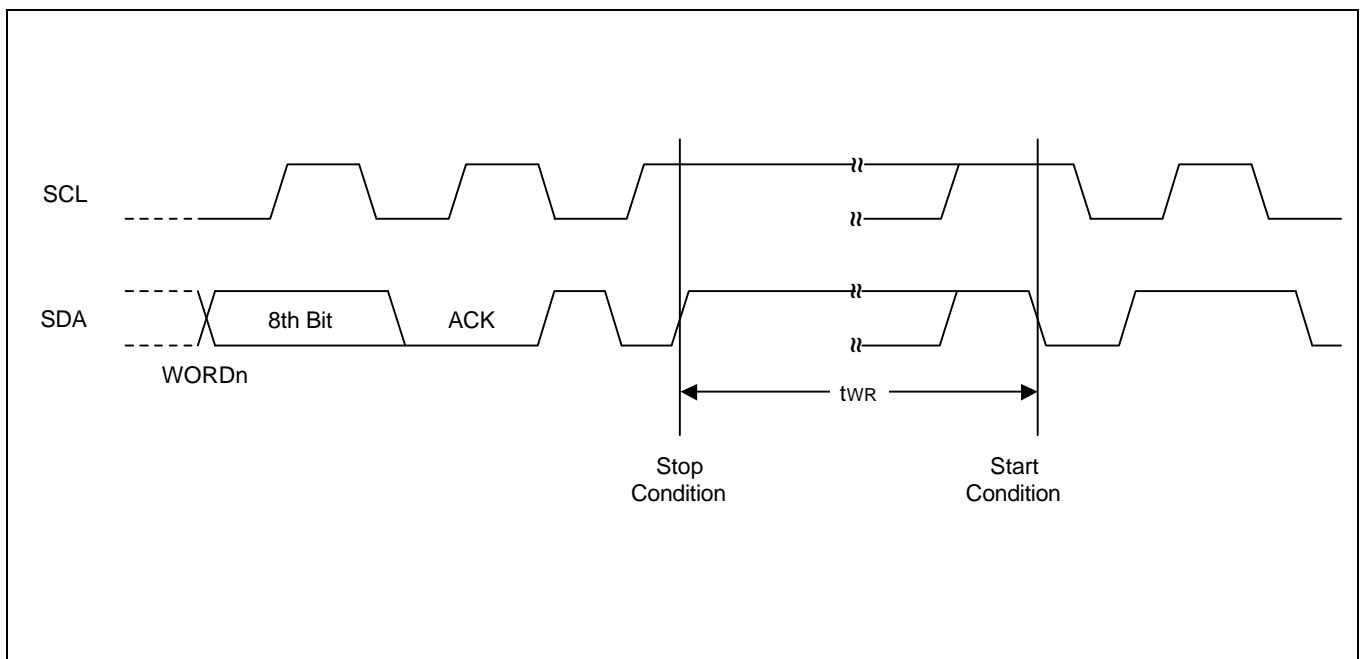 SCL
SDA
8th Bit
ACK
WORDn
tWR
Stop
Condition
Start
Condition